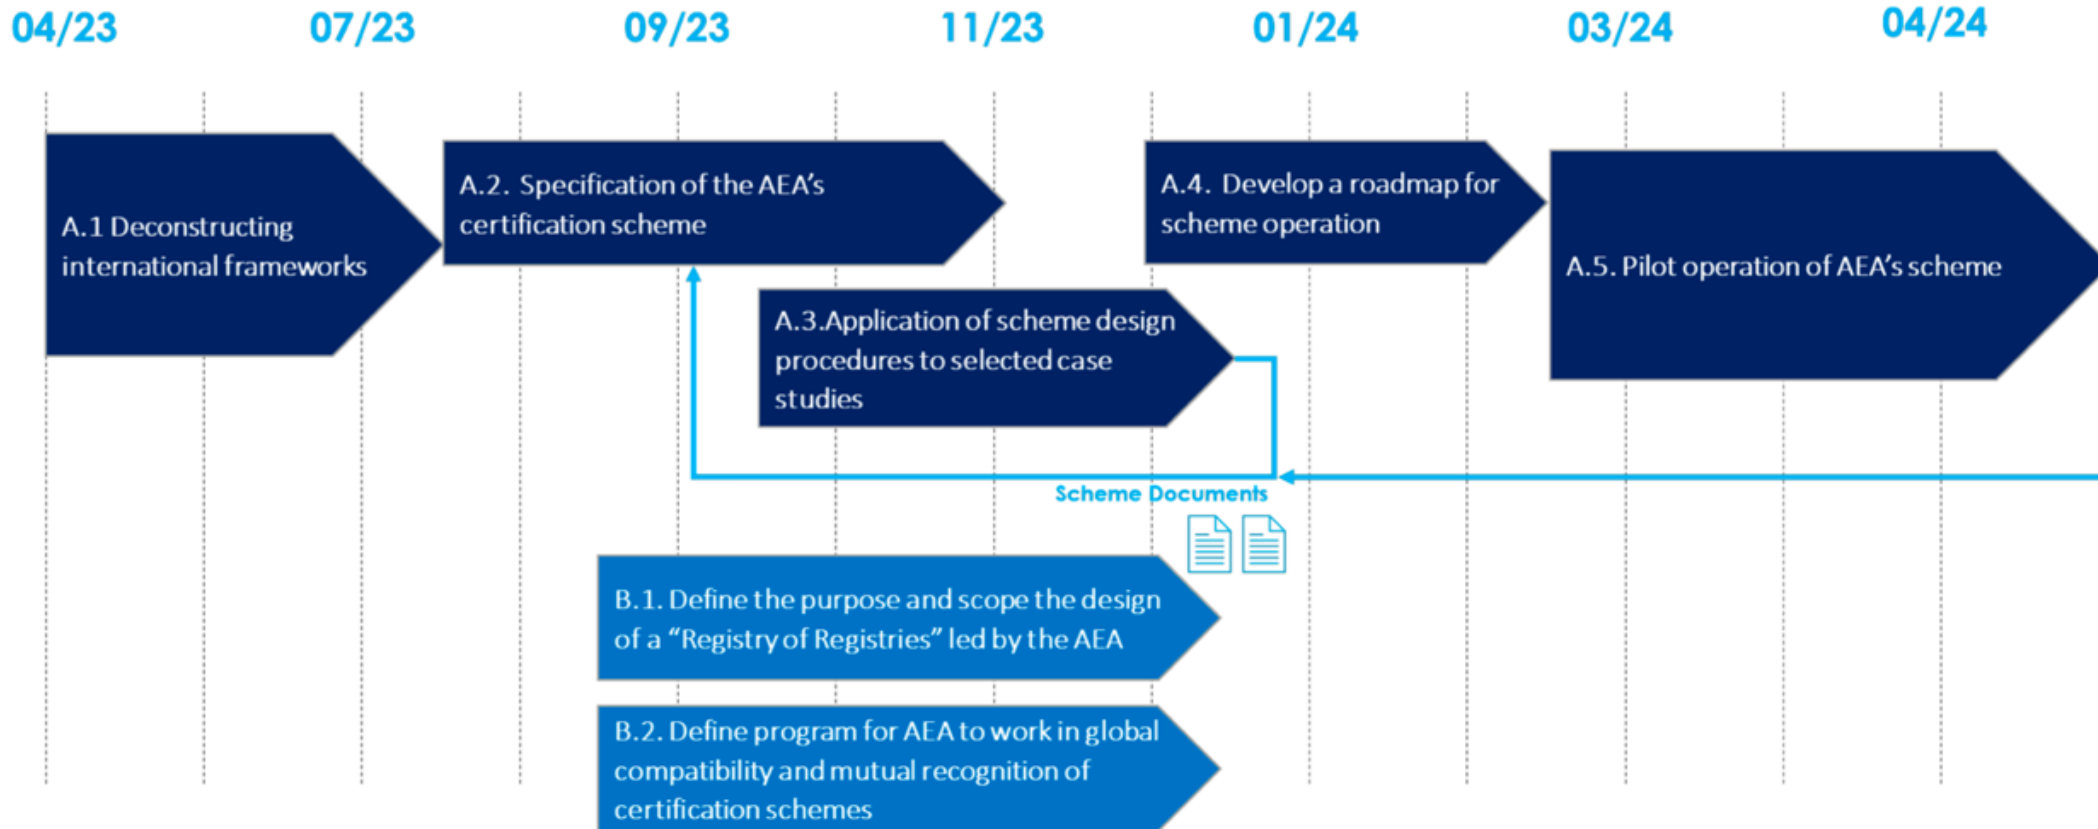 04/23
07/23
09/23
11/23
01/24
03/24
04/24
A.1 Deconstructing
international frameworks
A.2. Specification of the AEA’s
certification scheme
A.3.Application of scheme design
procedures to selected case
studies
A.4. Develop a roadmap for
scheme operation
A.5. Pilot operation of AEA’s scheme
Scheme Documents
B.1. Define the purpose and scope the design
of a “Registry of Registries” led by the AEA
B.2. Define program for AEA to work in global
compatibility and mutual recognition of
certification schemes